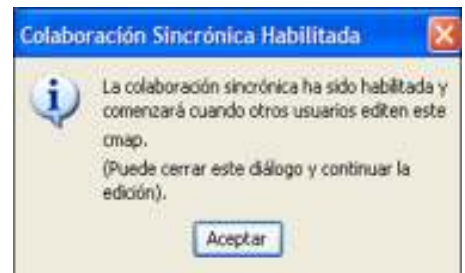 Colaboración Sincrónica Habilitada
La colaboración sincrónica ha sido habilitada y
comenzará cuando otros usuarios editen este
cmap.
(Puede cerrar este diálogo y continuar la
edición).
Aceptar